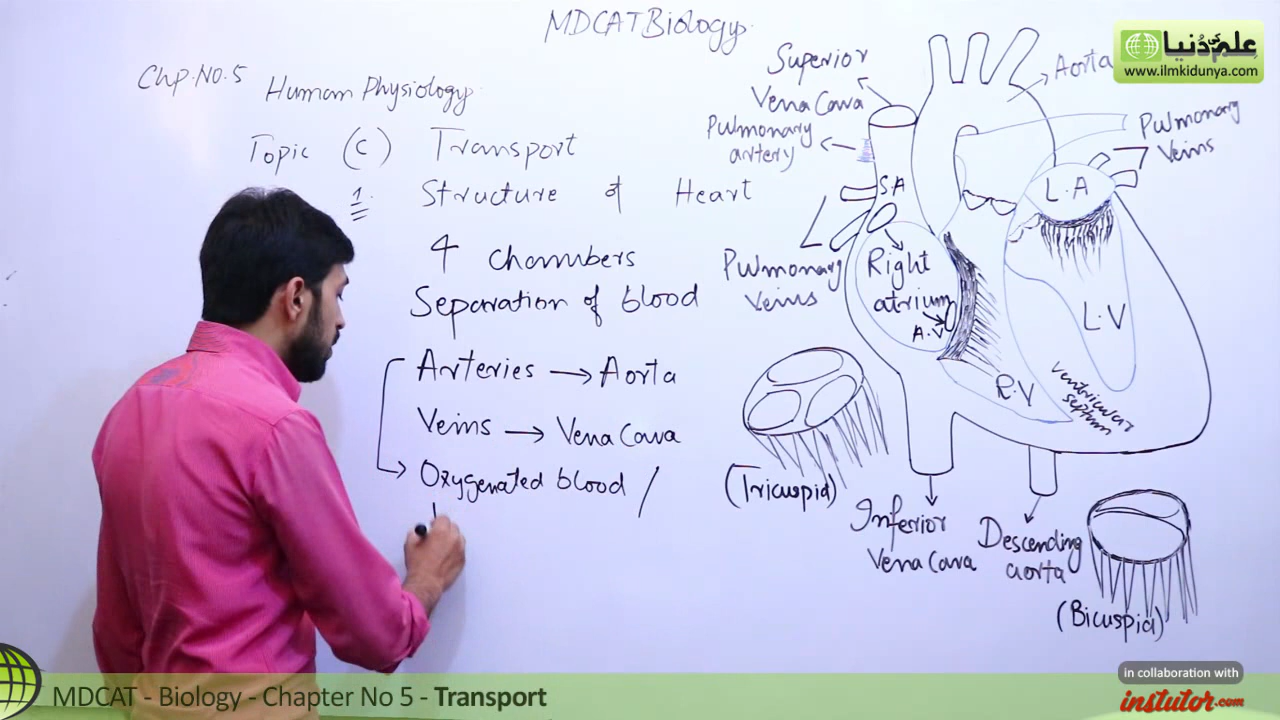 MDCAT Biology
Chp.No.5
Human Physiology
Topic (C) Transport
1. Structure of Heart
4 chambers
Separation of blood
Arteries → Aorta
Veins → Vena Cava
Oxygenated blood /
Superior
Vena Cava
Pulmonary
artery
Aorta
Pulmonary
Veins
S.A
L.A
Pulmonary
Veins
Right
atrium
A.V
L.V
R.V
Ventricular
septum
(Tricuspid)
Inferior
Vena Cava
Descending
aorta
(Bicuspid)
علم کی دُنیا
www.ilmkidunya.com
in collaboration with
instutor.com
MDCAT - Biology - Chapter No 5 - Transport